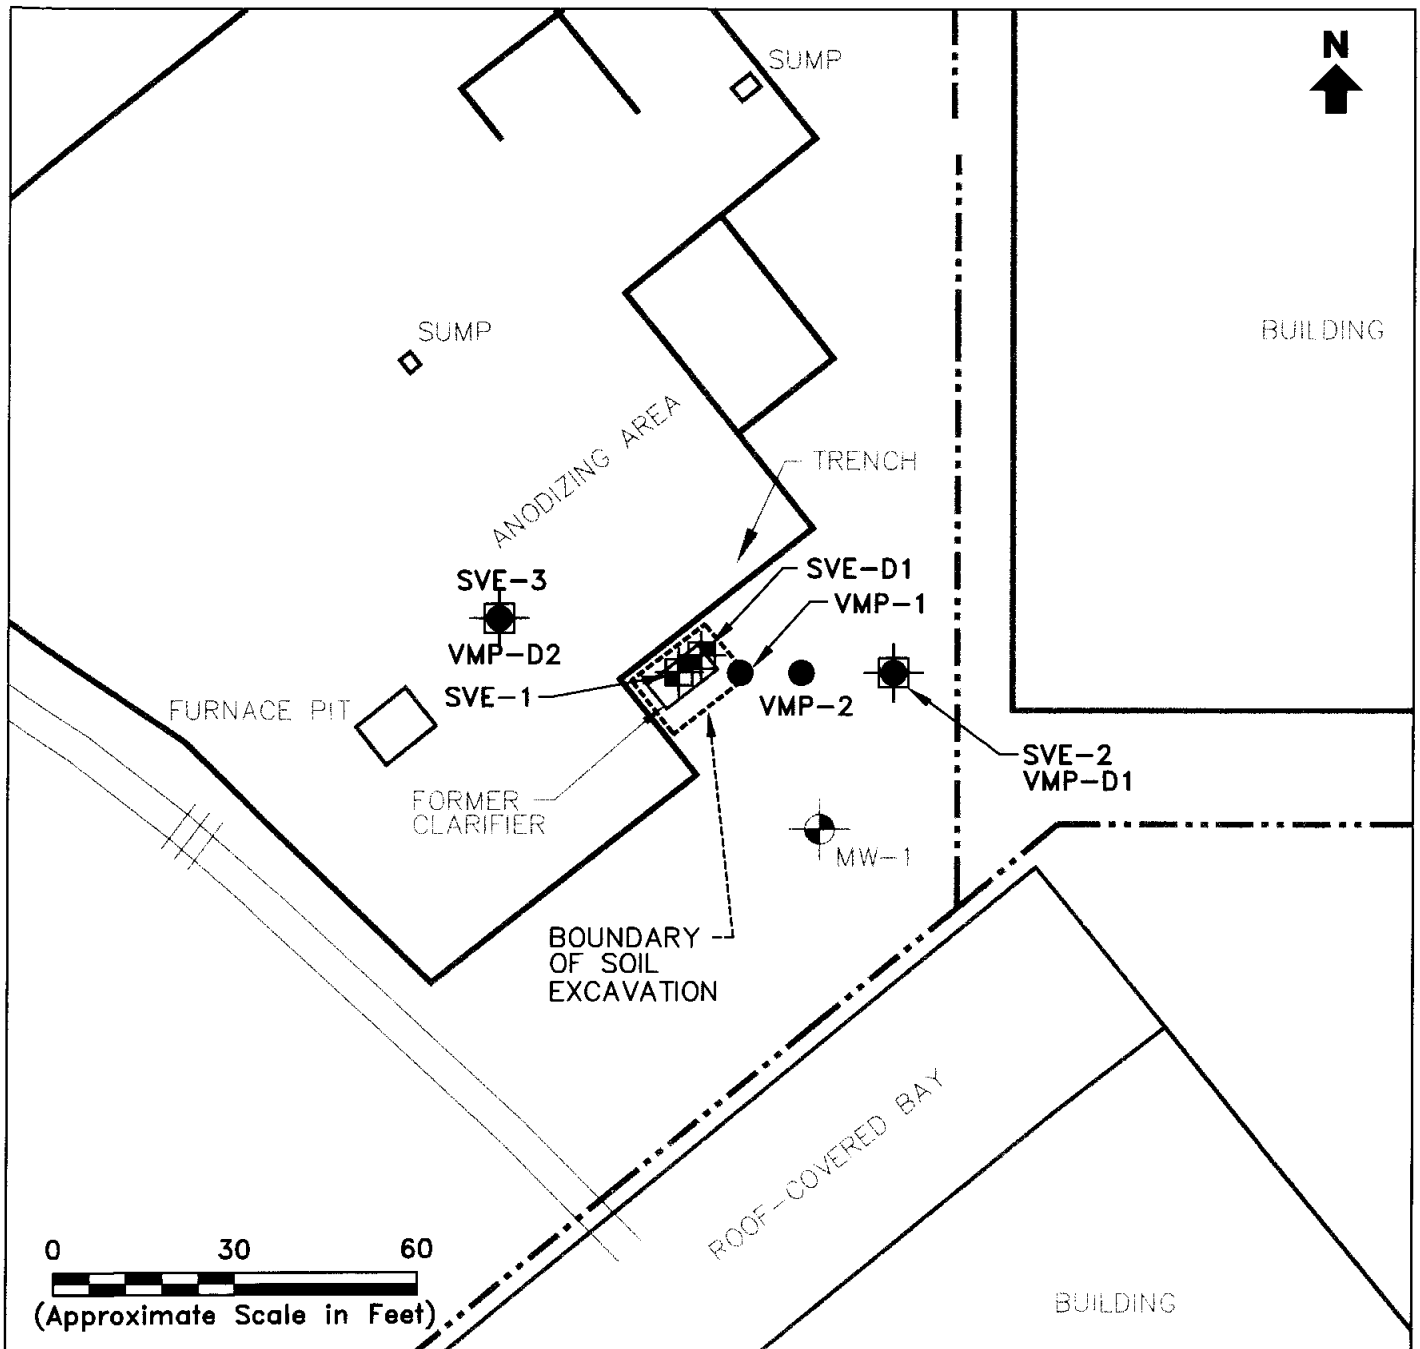 SUMP
N
SUMP
BUILDING
ANODIZING AREA
TRENCH
SVE-D1
SVE-3
VMP-1
VMP-D2
SVE-1
VMP-2
FURNACE PIT
SVE-2
VMP-D1
FORMER
CLARIFIER
MW-1
BOUNDARY
OF SOIL
EXCAVATION
ROOF-COVERED BAY
0 30 60
(Approximate Scale in Feet)
BUILDING